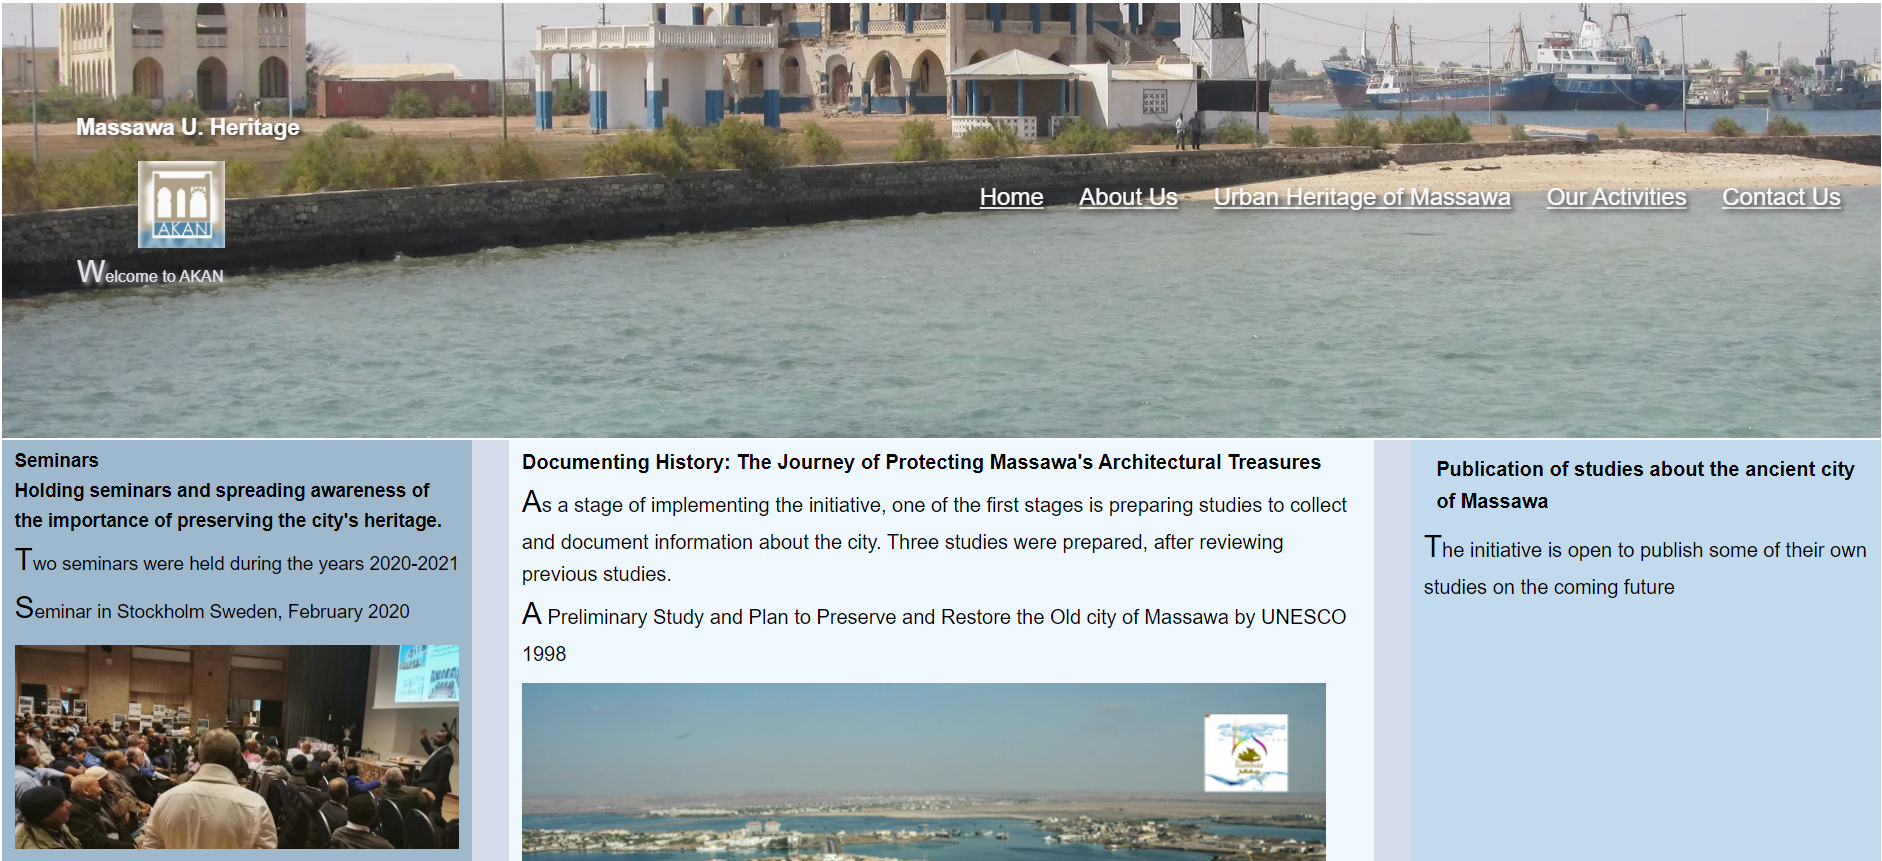 Massawa U. Heritage
AKAN
Welcome to AKAN
Home About Us Urban Heritage of Massawa Our Activities Contact Us
Seminars
Holding seminars and spreading awareness of
the importance of preserving the city's heritage.
Two seminars were held during the years 2020-2021
Seminar in Stockholm Sweden, February 2020
Documenting History: The Journey of Protecting Massawa's Architectural Treasures
As a stage of implementing the initiative, one of the first stages is preparing studies to collect
and document information about the city. Three studies were prepared, after reviewing
previous studies.
A Preliminary Study and Plan to Preserve and Restore the Old city of Massawa by UNESCO
1998
Publication of studies about the ancient city
of Massawa
The initiative is open to publish some of their own
studies on the coming future